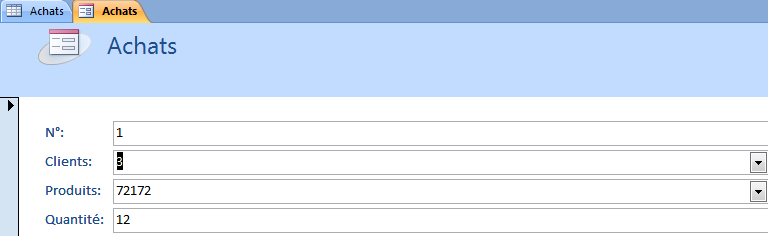 Achats Achats
Achats
N°: 1
Clients: 3
Produits: 72172
Quantité: 12